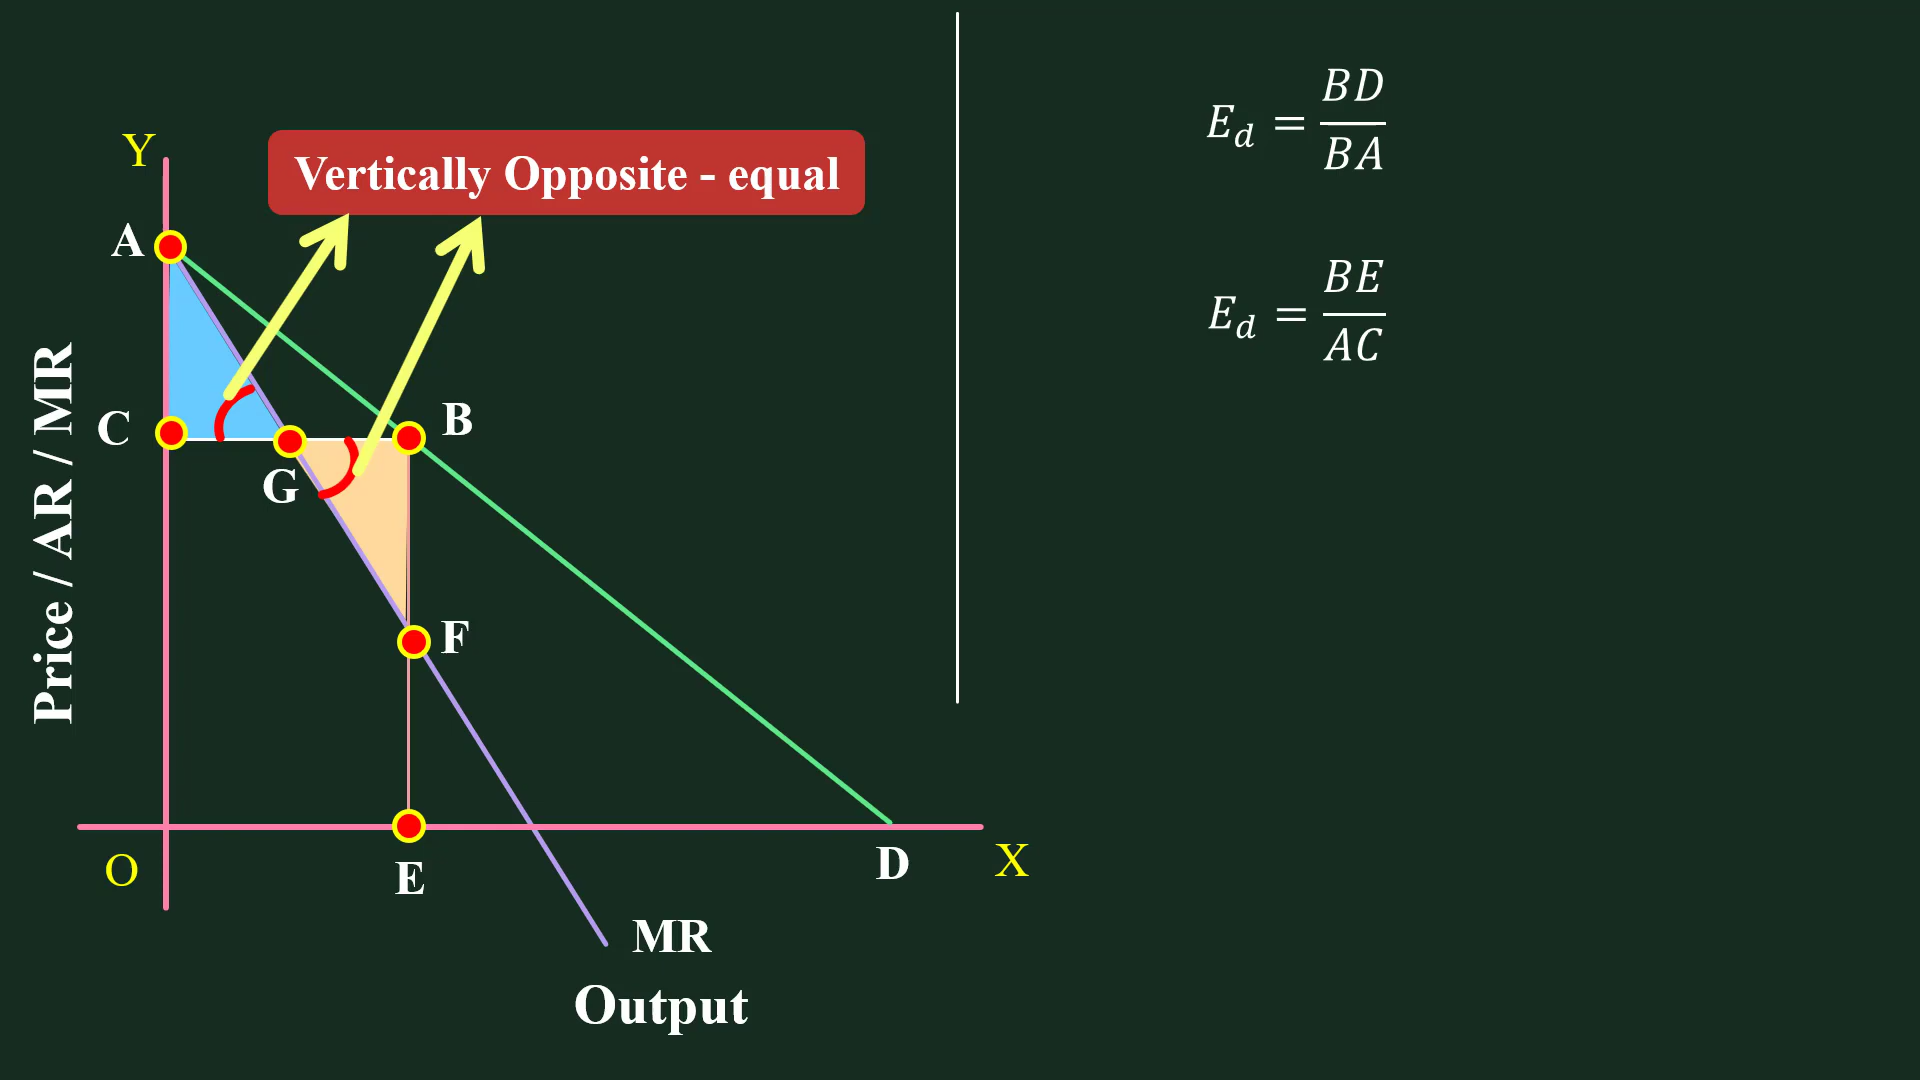 Y
Vertically Opposite - equal
A
C
B
G
F
Price / AR / MR
O
E
D
X
MR
Output
E_d = BD/BA
E_d = BE/AC